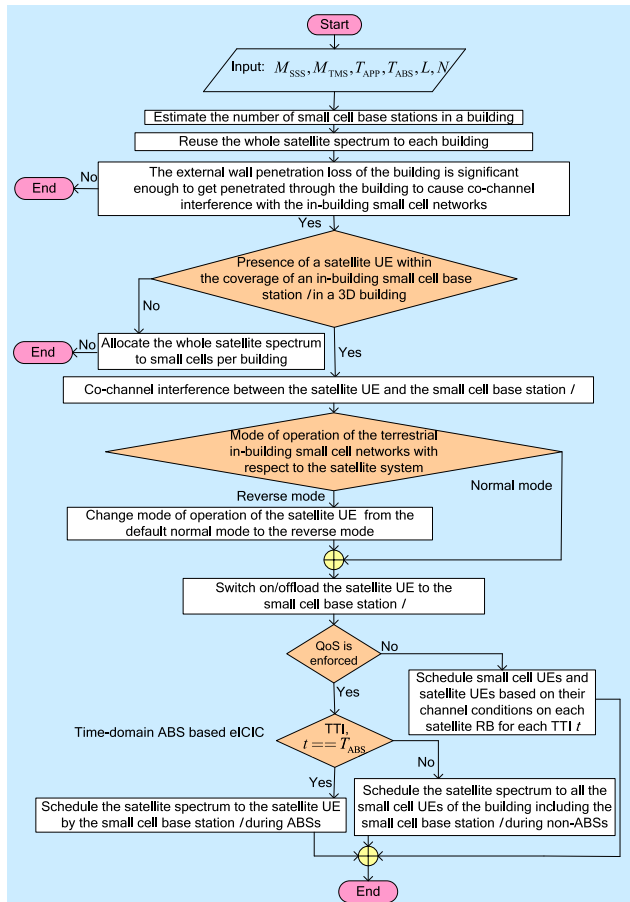 Start
Input: M_SSS, M_TMS, T_APP, T_ABS, L, N
Estimate the number of small cell base stations in a building
Reuse the whole satellite spectrum to each building
No
End
The external wall penetration loss of the building is significant
enough to get penetrated through the building to cause co-channel
interference with the in-building small cell networks
Yes
Presence of a satellite UE within
the coverage of an in-building small cell base
station l in a 3D building
No
No
End
Allocate the whole satellite spectrum
to small cells per building
Yes
Co-channel interference between the satellite UE and the small cell base station l
Mode of operation of the terrestrial
in-building small cell networks with
respect to the satellite system
Reverse mode
Normal mode
Change mode of operation of the satellite UE from the
default normal mode to the reverse mode
Switch on/offload the satellite UE to the
small cell base station l
QoS is
enforced
No
Yes
Schedule small cell UEs and
satellite UEs based on their
channel conditions on each
satellite RB for each TTI t
Time-domain ABS based eICIC
TTI,
t == T_ABS
No
Yes
Schedule the satellite spectrum to the satellite UE
by the small cell base station l during ABSs
Schedule the satellite spectrum to all the
small cell UEs of the building including the
small cell base station l during non-ABSs
End